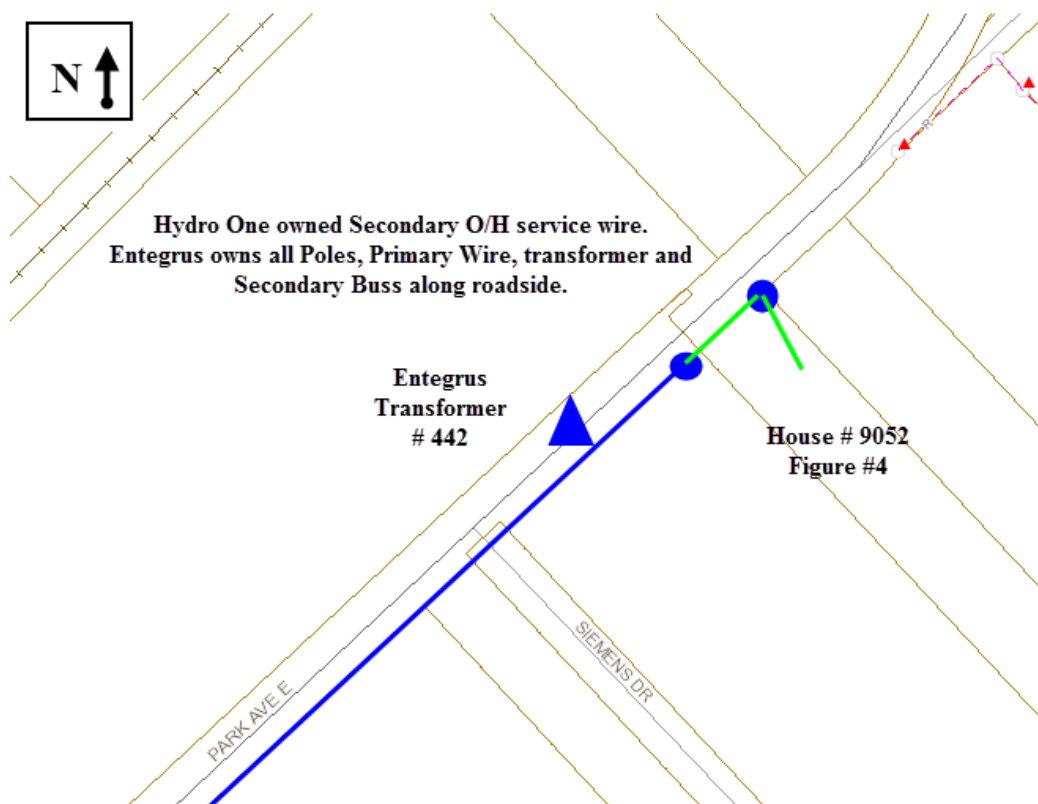 N
Hydro One owned Secondary O/H service wire.
Entegrus owns all Poles, Primary Wire, transformer and
Secondary Buss along roadside.
Entegrus
Transformer
# 442
House # 9052
Figure #4
SIEMENS DR
PARK AVE E
R